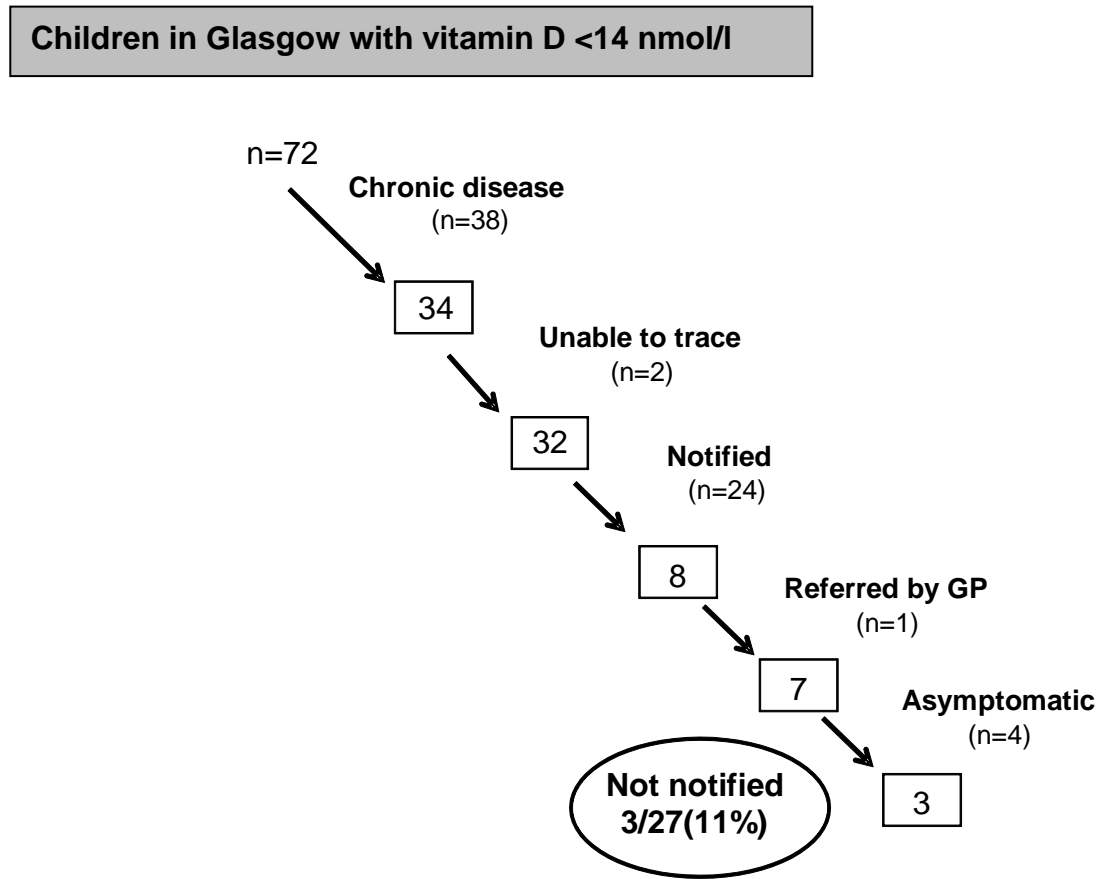 Children in Glasgow with vitamin D <14 nmol/l
n=72
Chronic disease
(n=38)
34
Unable to trace
(n=2)
32
Notified
(n=24)
8
Referred by GP
(n=1)
7
Asymptomatic
(n=4)
Not notified
3/27(11%)
3